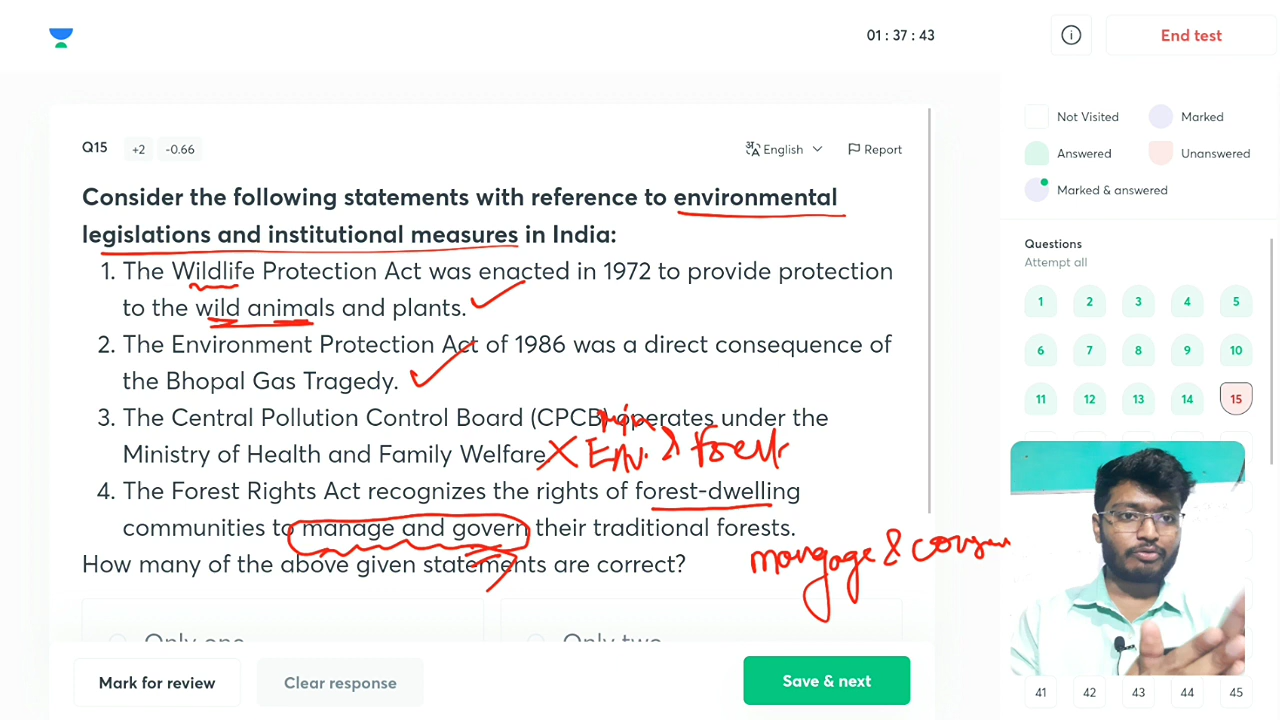 01 : 37 : 43
End test
Q15 +2 -0.66 English Report
Not Visited Marked
Answered Unanswered
Marked & answered
Consider the following statements with reference to environmental
legislations and institutional measures in India:
1. The Wildlife Protection Act was enacted in 1972 to provide protection
to the wild animals and plants.
2. The Environment Protection Act of 1986 was a direct consequence of
the Bhopal Gas Tragedy.
3. The Central Pollution Control Board (CPCB) operates under the
Min
Ministry of Health and Family Welfare Env. &
4. The Forest Rights Act recognizes the rights of forest-dwelling
communities to manage and govern their traditional forests.
How many of the above given statements are correct?
&
Only one Only two
Mark for review Clear response Save & next
Questions
Attempt all
1 2 3 4 5
6 7 8 9 10
11 12 13 14 15
41 42 43 44 45